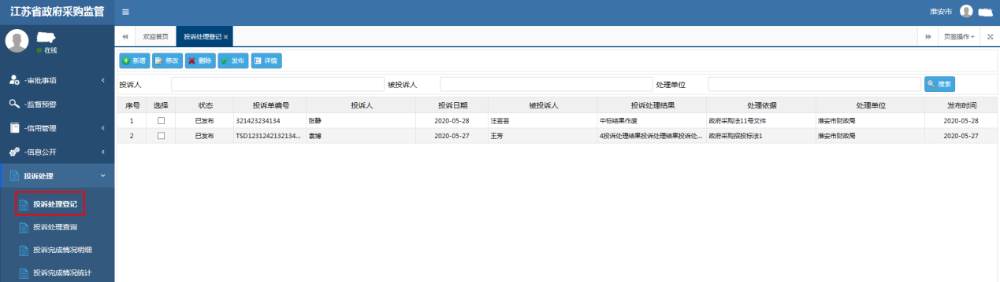 江苏省政府采购监管
淮安市
在线
欢迎首页 投诉处理登记 页签操作
新增 修改 删除 发布 详情
-审批事项
投诉人 被投诉人 处理单位 搜索
-监督预警
序号 选择 状态 投诉单编号 投诉人 投诉日期 被投诉人 投诉处理结果 处理依据 处理单位 发布时间
1 已发布 321423234134 张静 2020-05-28 汪芸芸 中标结果作废 政府采购法11号文件 淮安市财政局 2020-05-28
2 已发布 TSD1231242132134... 袁博 2020-05-27 王芳 4投诉处理结果投诉处理结果投诉处... 政府采购招投标法1 淮安市财政局 2020-05-27
-信用管理
-信息公开
投诉处理
投诉处理登记
投诉处理查询
投诉完成情况明细
投诉完成情况统计